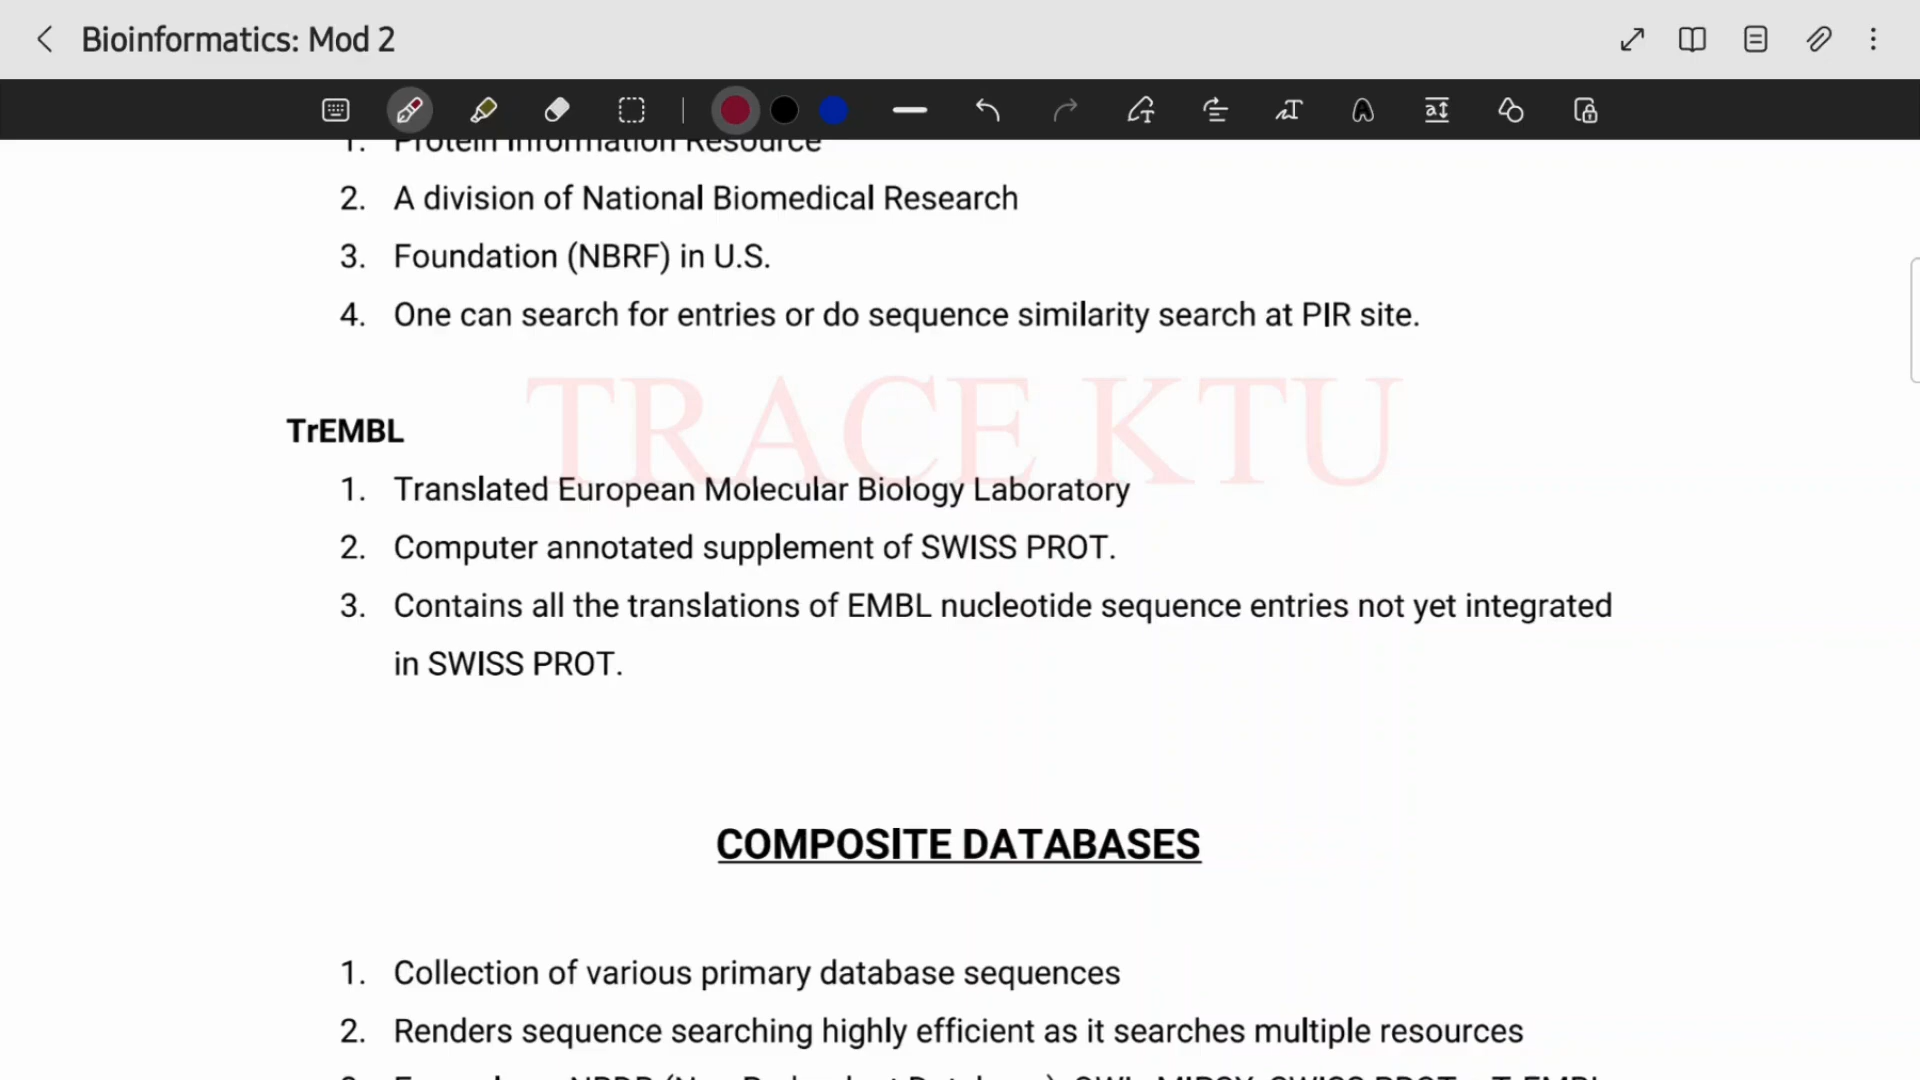 Bioinformatics: Mod 2
1. Protein Information Resource
2. A division of National Biomedical Research
3. Foundation (NBRF) in U.S.
4. One can search for entries or do sequence similarity search at PIR site.
TRACE KTU
TrEMBL
1. Translated European Molecular Biology Laboratory
2. Computer annotated supplement of SWISS PROT.
3. Contains all the translations of EMBL nucleotide sequence entries not yet integrated
in SWISS PROT.
COMPOSITE DATABASES
1. Collection of various primary database sequences
2. Renders sequence searching highly efficient as it searches multiple resources